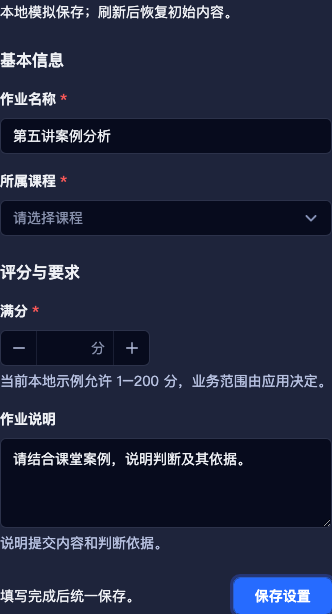 本地模拟保存；刷新后恢复初始内容。
基本信息
作业名称 *
第五讲案例分析
所属课程 *
请选择课程
评分与要求
满分 *
分
当前本地示例允许 1—200 分，业务范围由应用决定。
作业说明
请结合课堂案例，说明判断及其依据。
说明提交内容和判断依据。
填写完成后统一保存。
保存设置